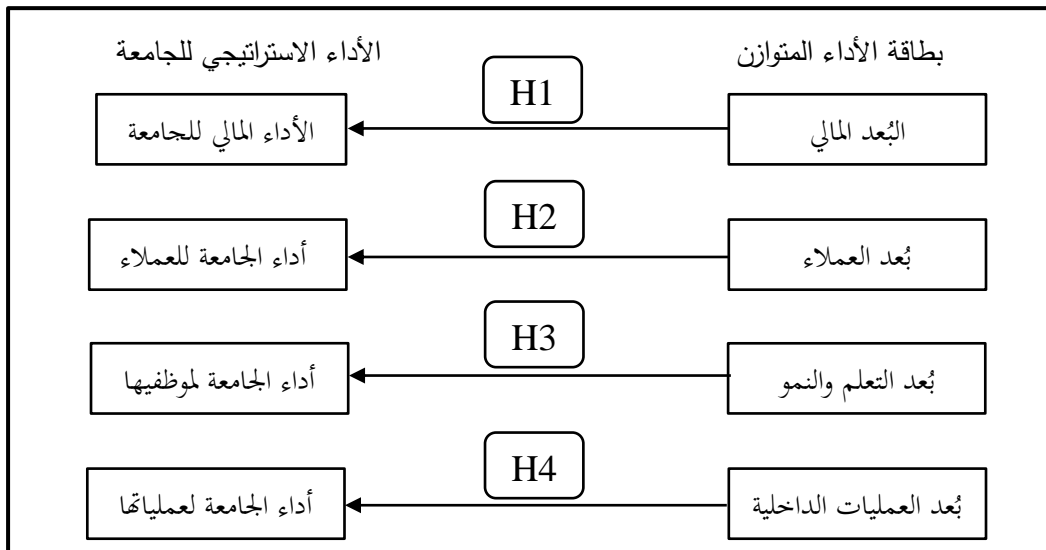 بطاقة الأداء المتوازن
الأداء الاستراتيجي للجامعة
H1
البُعد المالي
الأداء المالي للجامعة
H2
بُعد العملاء
أداء الجامعة للعملاء
H3
بُعد التعلم والنمو
أداء الجامعة لموظفيها
H4
بُعد العمليات الداخلية
أداء الجامعة لعملياتها